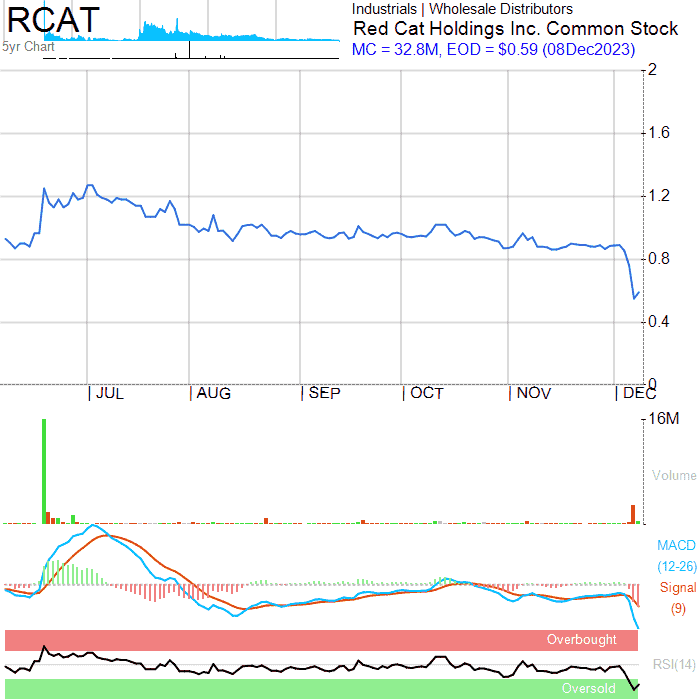 RCAT
5yr Chart
Industrials | Wholesale Distributors
Red Cat Holdings Inc. Common Stock
MC = 32.8M, EOD = $0.59 (08Dec2023)
2
1.6
1.2
0.8
0.4
0
JUL
AUG
SEP
OCT
NOV
DEC
16M
Volume
MACD
(12-26)
Signal
(9)
Overbought
RSI(14)
Oversold